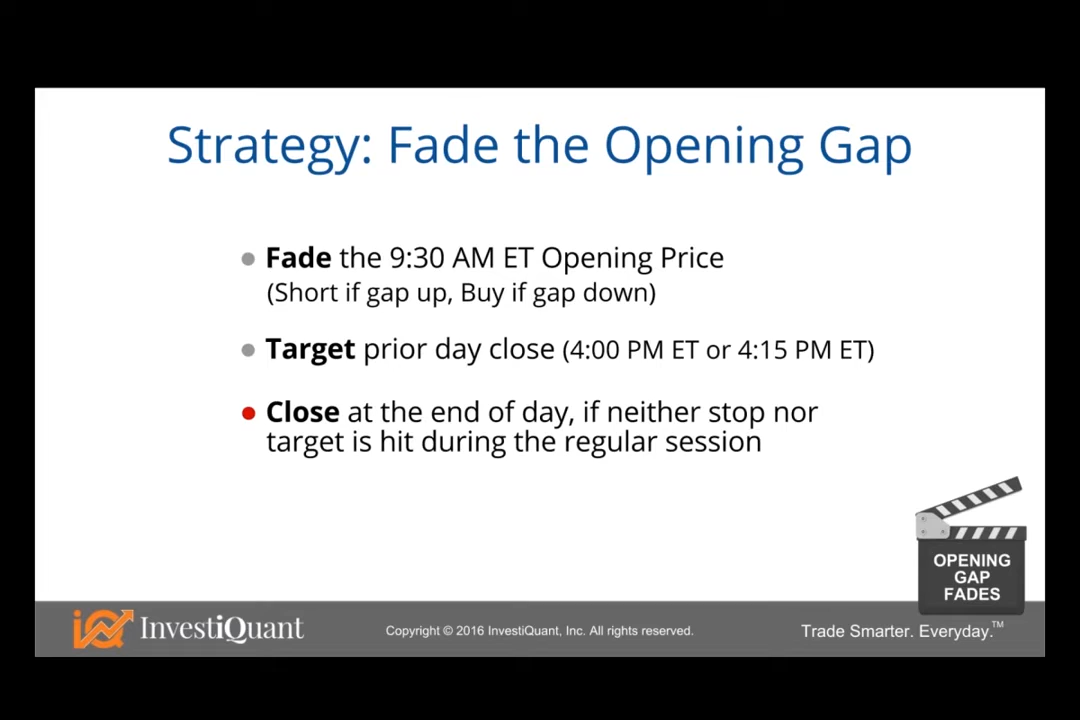 Strategy: Fade the Opening Gap
Fade the 9:30 AM ET Opening Price
(Short if gap up, Buy if gap down)
Target prior day close (4:00 PM ET or 4:15 PM ET)
Close at the end of day, if neither stop nor
target is hit during the regular session
OPENING
GAP
FADES
iQ InvestiQuant
Copyright © 2016 InvestiQuant, Inc. All rights reserved.
Trade Smarter. Everyday.™